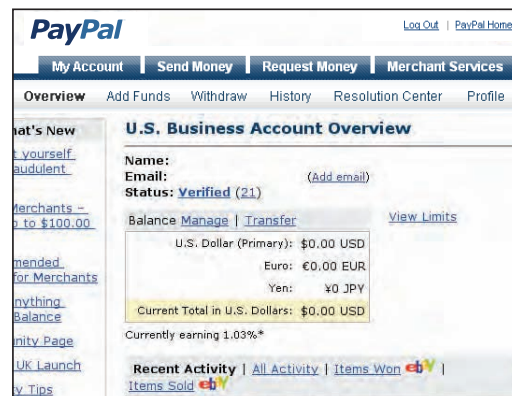 PayPal
Log Out | PayPal Home
My Account Send Money Request Money Merchant Services
Overview Add Funds Withdraw History Resolution Center Profile
hat's New
t yourself
audulent
Merchants –
to $100.00
mended
for Merchants
nything
Balance
nity Page
UK Launch
y Tips
U.S. Business Account Overview
Name:
Email: (Add email)
Status: Verified (21)
Balance Manage | Transfer
View Limits
U.S. Dollar (Primary): $0.00 USD
Euro: €0.00 EUR
Yen: ¥0 JPY
Current Total in U.S. Dollars: $0.00 USD
Currently earning 1.03%*
Recent Activity | All Activity | Items Won eBY |
Items Sold eBY